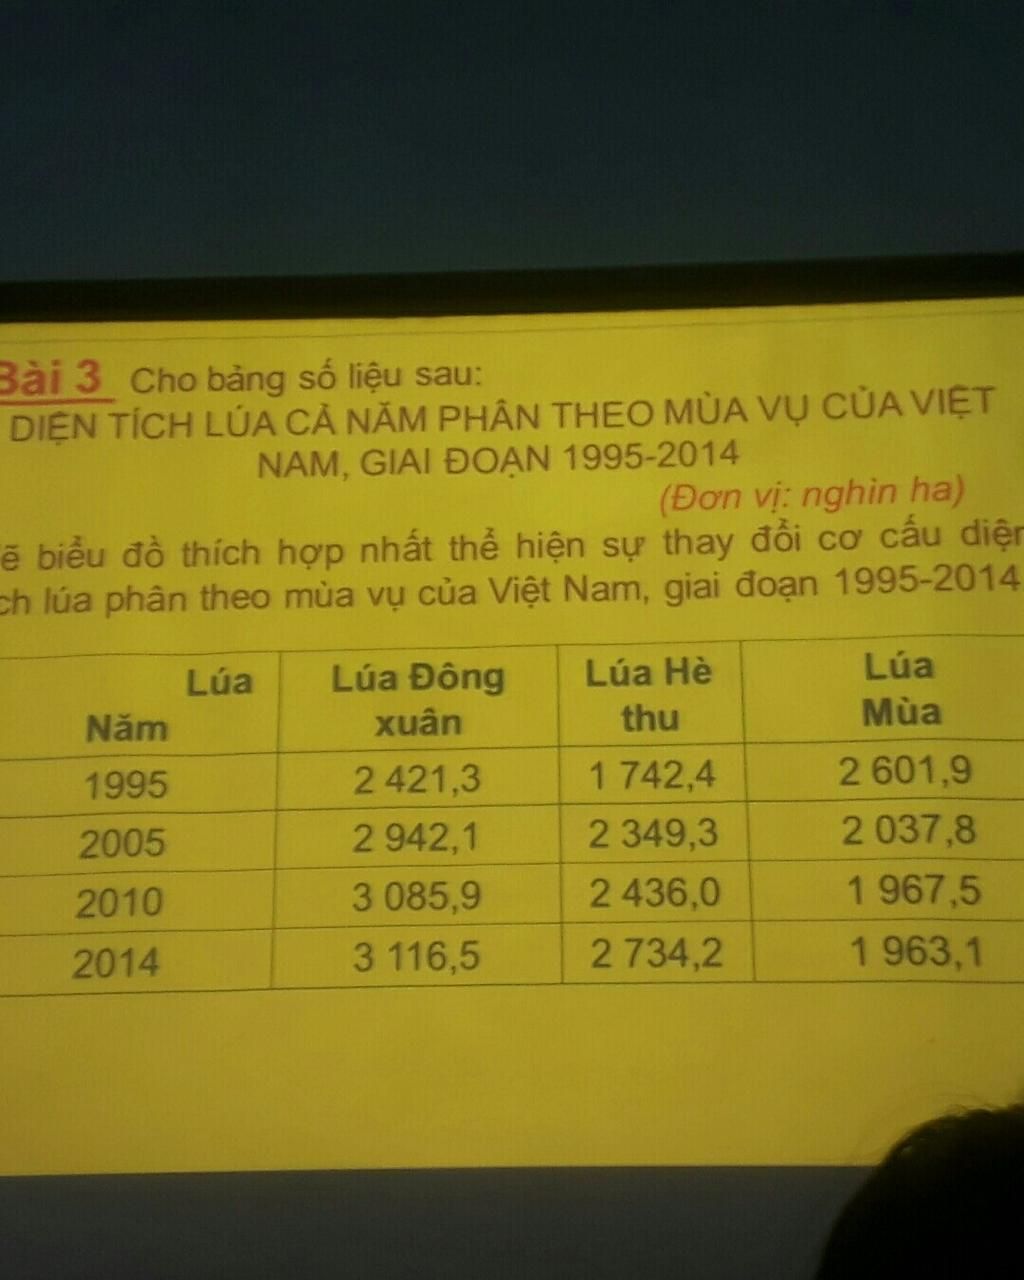 Bài 3 Cho bảng số liệu sau:
DIỆN TÍCH LÚA CẢ NĂM PHÂN THEO MÙA VỤ CỦA VIỆT
NAM, GIAI ĐOẠN 1995-2014
(Đơn vị: nghìn ha)
ẽ biểu đồ thích hợp nhất thể hiện sự thay đổi cơ cấu diện
ch lúa phân theo mùa vụ của Việt Nam, giai đoạn 1995-2014
Lúa Lúa Đông Lúa Hè Lúa
Năm xuân thu Mùa
1995 2 421,3 1 742,4 2 601,9
2005 2 942,1 2 349,3 2 037,8
2010 3 085,9 2 436,0 1 967,5
2014 3 116,5 2 734,2 1 963,1